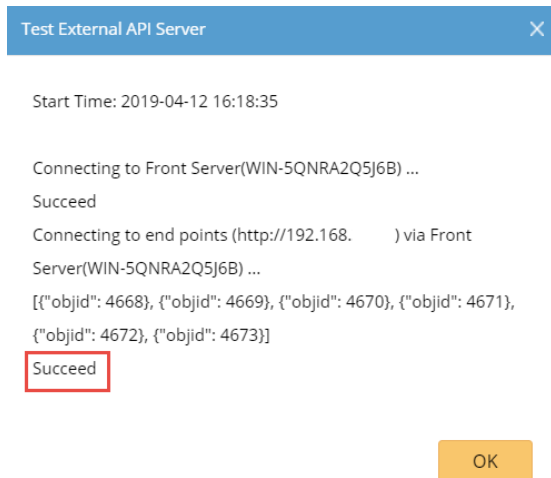 Test External API Server
Start Time: 2019-04-12 16:18:35
Connecting to Front Server(WIN-5QNRA2Q5J6B) ...
Succeed
Connecting to end points (http://192.168. ) via Front
Server(WIN-5QNRA2Q5J6B) ...
[{"objid": 4668}, {"objid": 4669}, {"objid": 4670}, {"objid": 4671},
{"objid": 4672}, {"objid": 4673}]
Succeed
OK